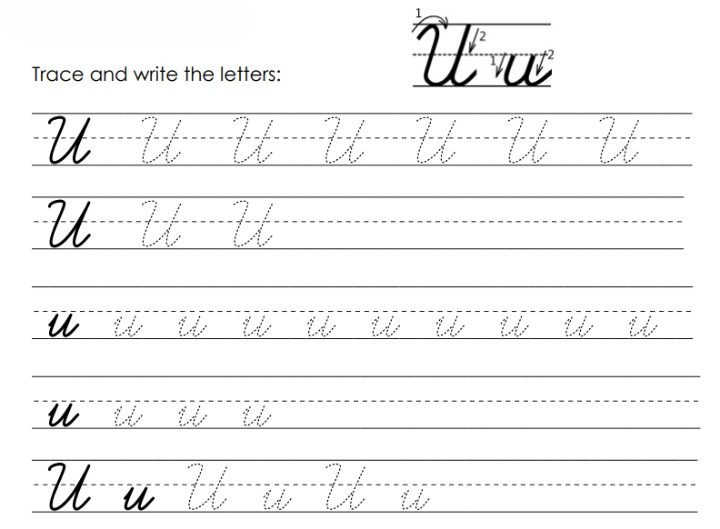 1 2 1 2
U u
Trace and write the letters:
U U U U U U U
U U U
u u u u u u u u u u
u u u u
U u U u U u